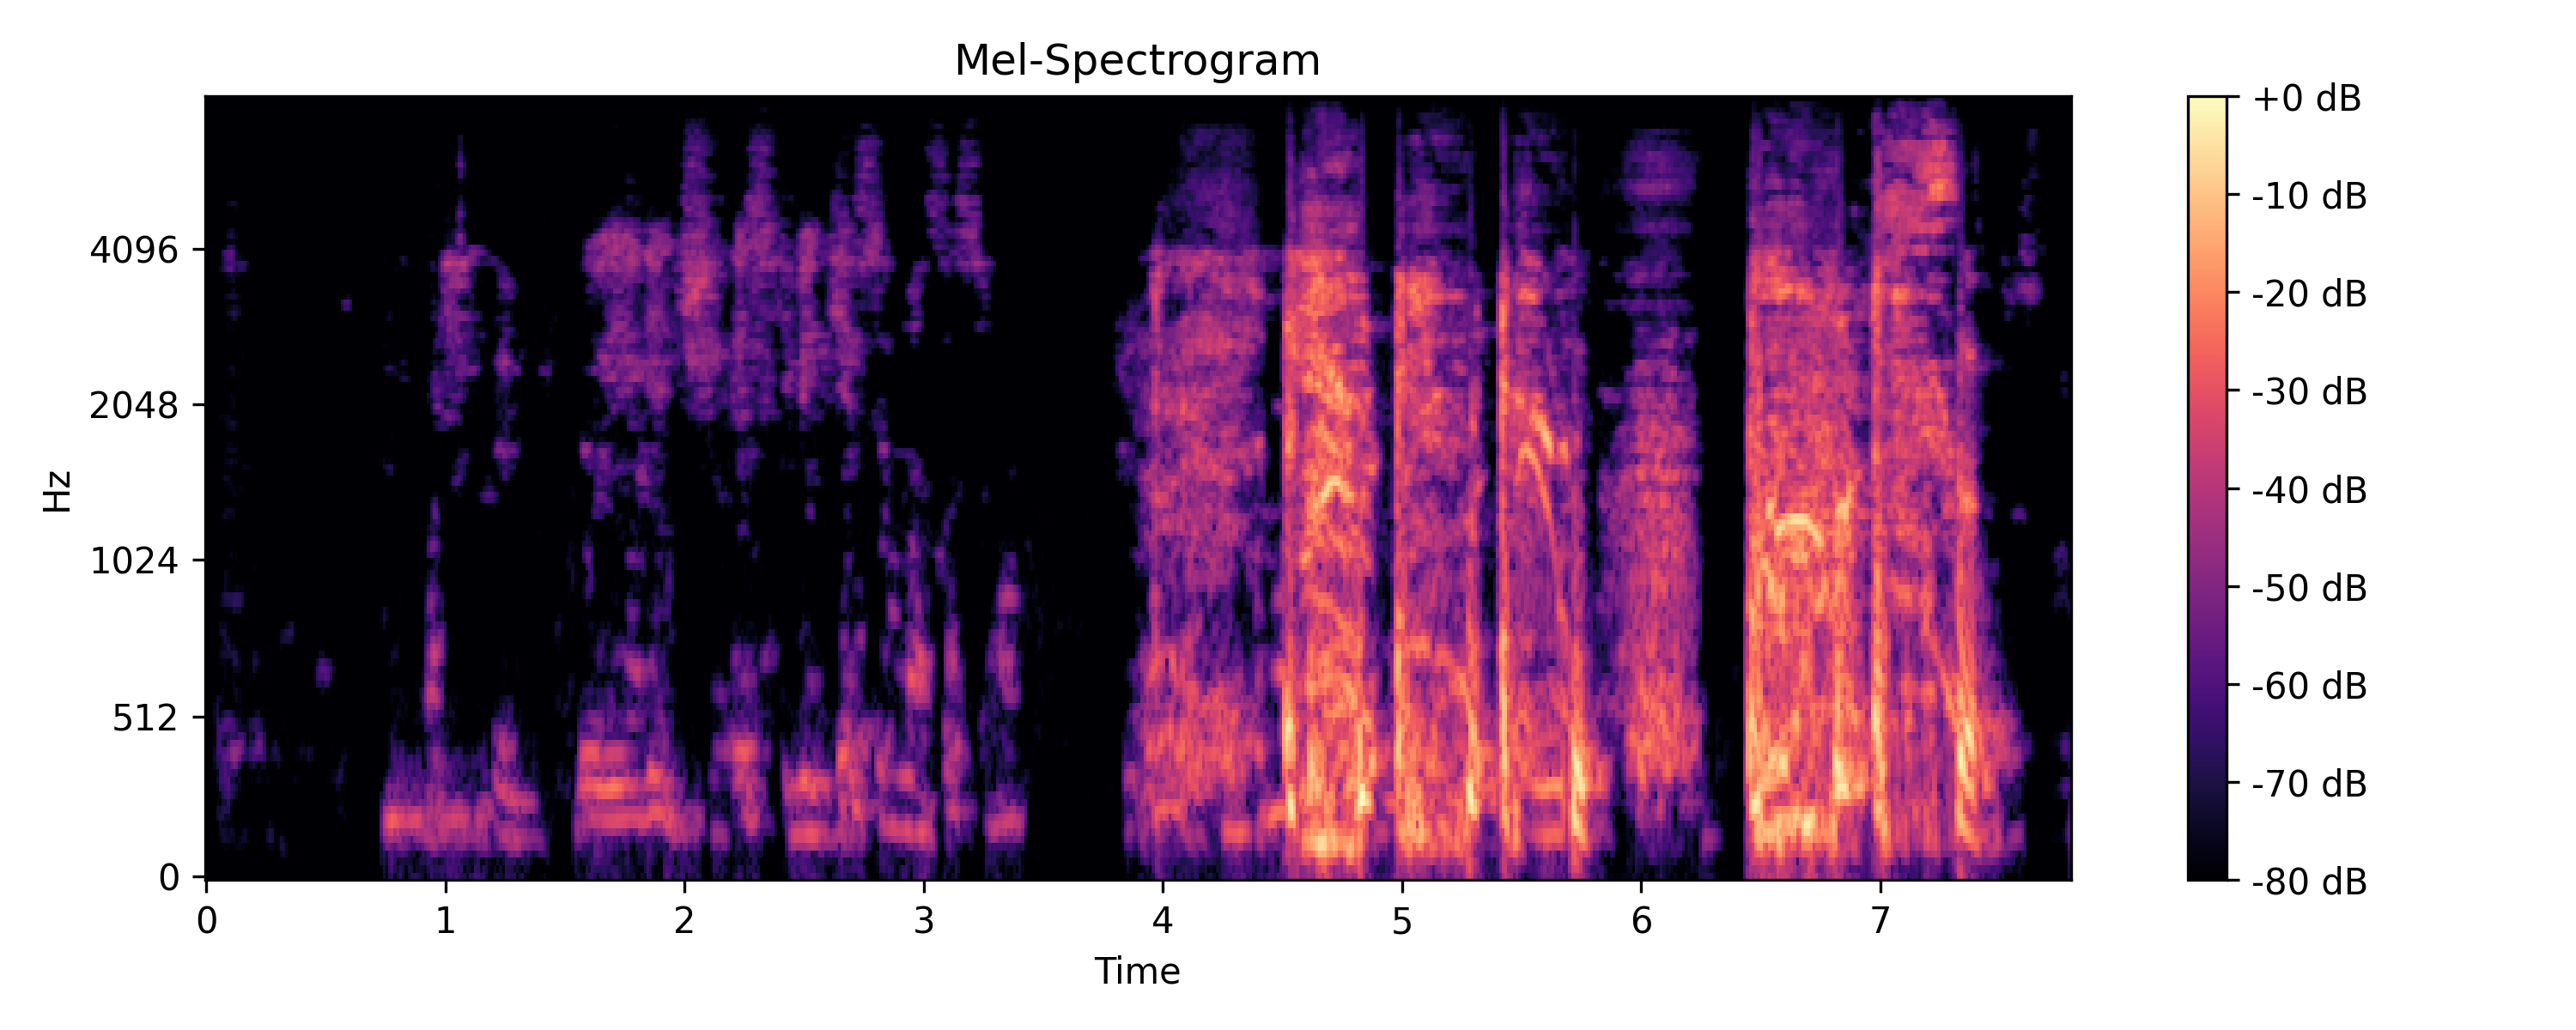 Mel-Spectrogram
+0 dB
-10 dB
-20 dB
-30 dB
-40 dB
-50 dB
-60 dB
-70 dB
-80 dB
4096
2048
1024
512
0
Hz
0 1 2 3 4 5 6 7
Time